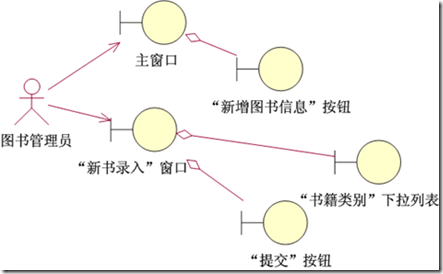 主窗口
“新增图书信息”按钮
图书管理员
“新书录入”窗口
“书籍类别”下拉列表
“提交”按钮